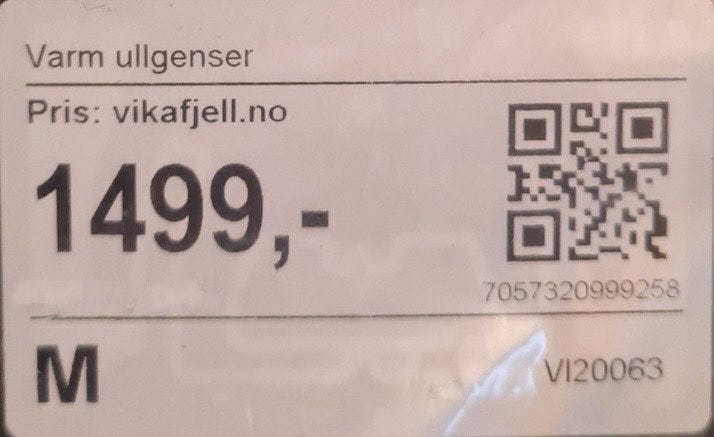 Varm ullgenser
Pris: vikafjell.no
1499,-
7057320999258
M
VI20063